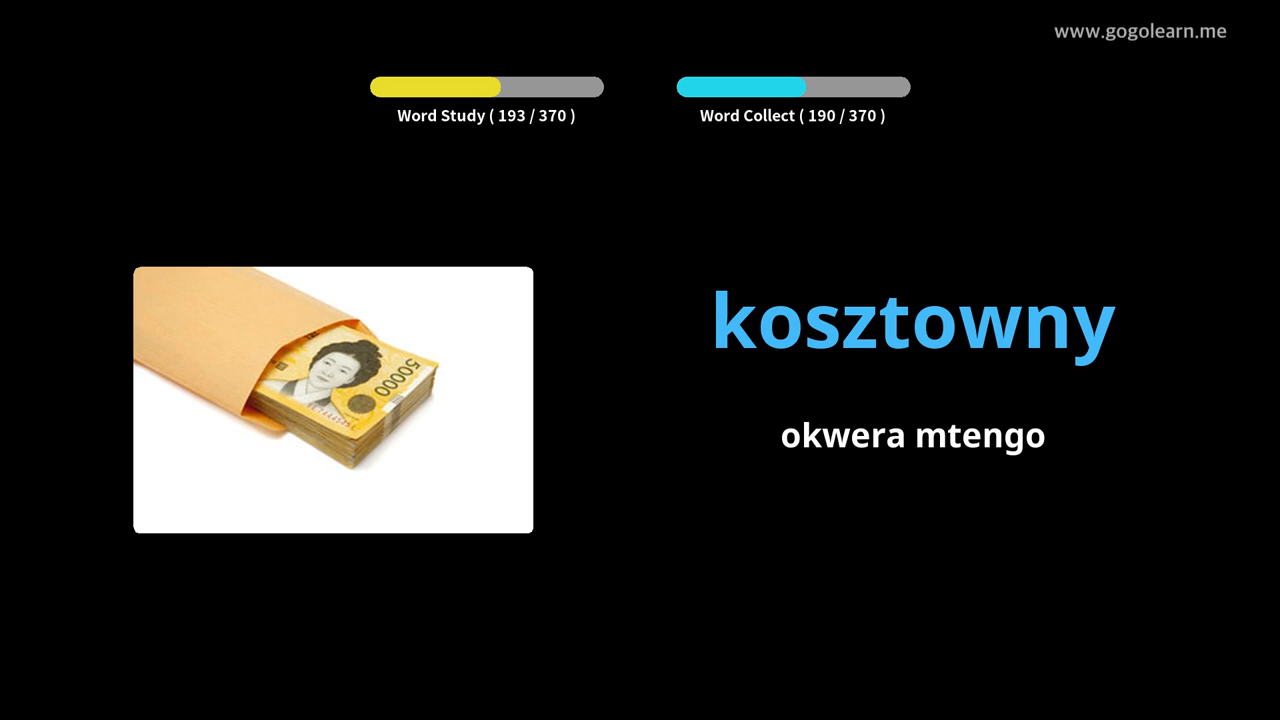 www.gogolearn.me
Word Study ( 193 / 370 )
Word Collect ( 190 / 370 )
50000
kosztowny
okwera mtengo